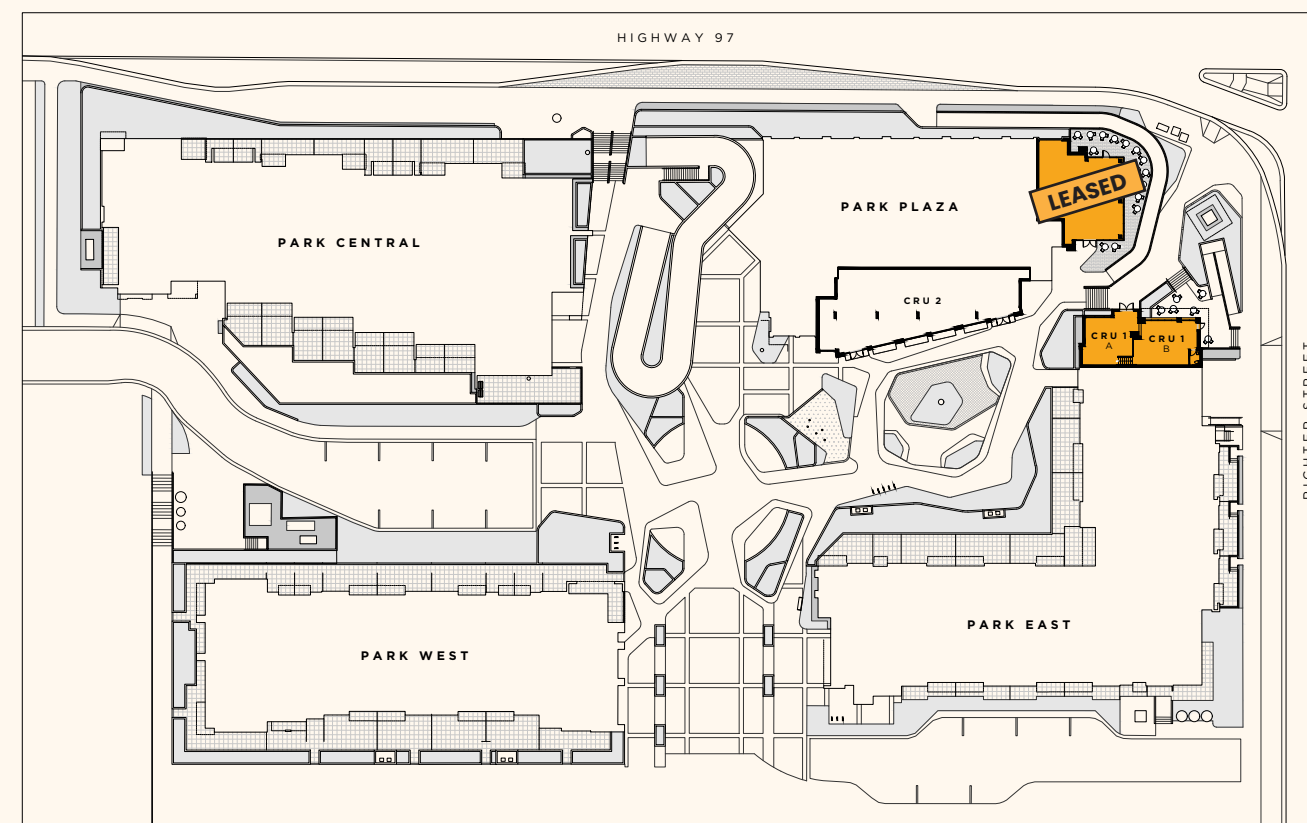 HIGHWAY 97
PARK CENTRAL
PARK PLAZA
LEASED
CRU 2
CRU 1
A
CRU 1
B
RICHTER STREET
PARK EAST
PARK WEST